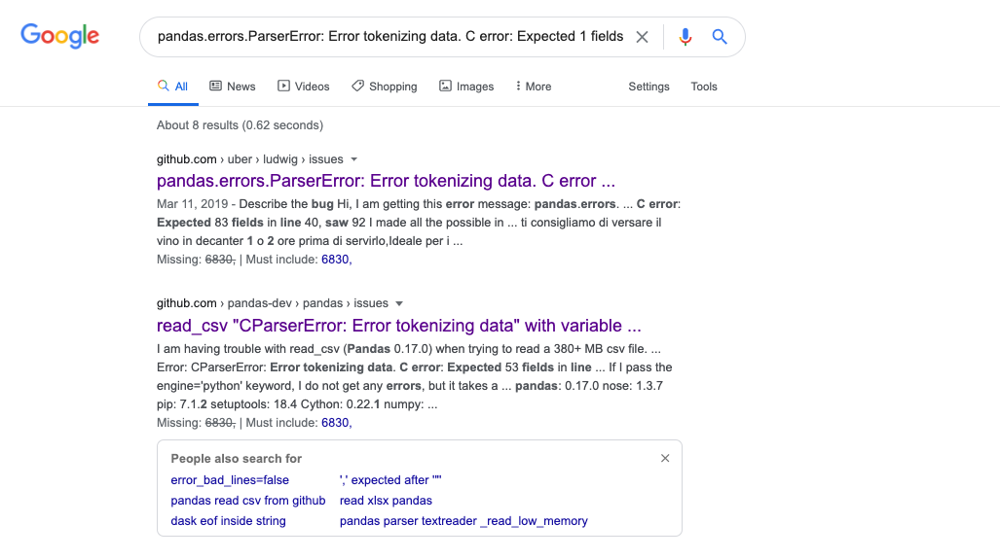 Google
pandas.errors.ParserError: Error tokenizing data. C error: Expected 1 fields
All News Videos Shopping Images More Settings Tools
About 8 results (0.62 seconds)
github.com › uber › ludwig › issues
pandas.errors.ParserError: Error tokenizing data. C error ...
Mar 11, 2019 - Describe the bug Hi, I am getting this error message: pandas.errors. ... C error:
Expected 83 fields in line 40, saw 92 I made all the possible in ... ti consigliamo di versare il
vino in decanter 1 o 2 ore prima di servirlo,Ideale per i ...
Missing: 6830, | Must include: 6830,
github.com › pandas-dev › pandas › issues
read_csv "CParserError: Error tokenizing data" with variable ...
I am having trouble with read_csv (Pandas 0.17.0) when trying to read a 380+ MB csv file. ...
Error: CParserError: Error tokenizing data. C error: Expected 53 fields in line ... If I pass the
engine='python' keyword, I do not get any errors, but it takes a ... pandas: 0.17.0 nose: 1.3.7
pip: 7.1.2 setuptools: 18.4 Cython: 0.22.1 numpy: ...
Missing: 6830, | Must include: 6830,
People also search for
error_bad_lines=false ',' expected after '"'
pandas read csv from github read xlsx pandas
dask eof inside string pandas parser textreader _read_low_memory